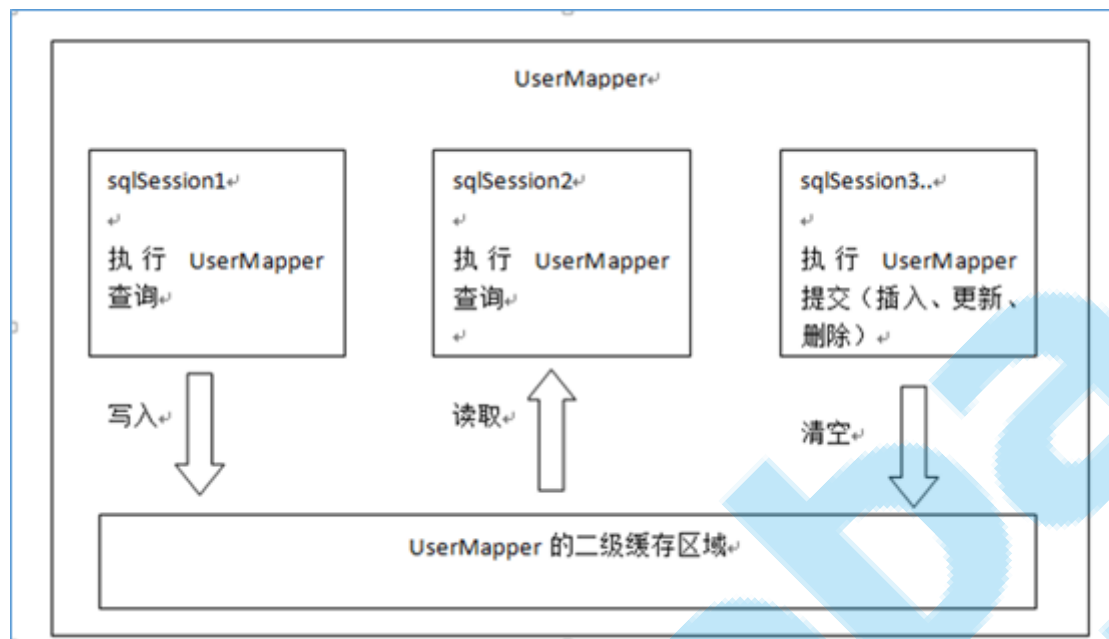 UserMapper
sqlSession1
执行 UserMapper
查询
sqlSession2
执行 UserMapper
查询
sqlSession3..
执行 UserMapper
提交（插入、更新、
删除）
写入
读取
清空
UserMapper 的二级缓存区域